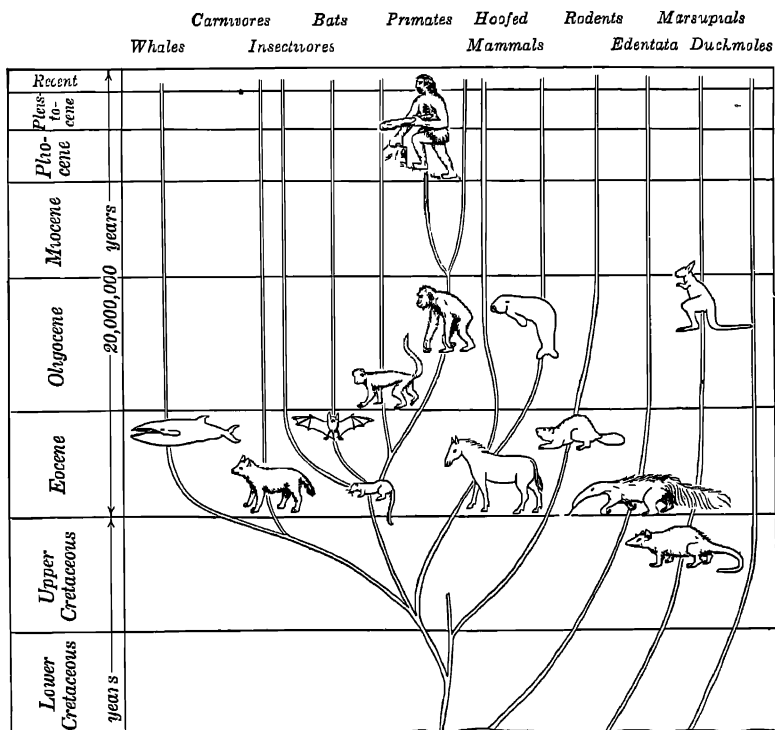 Carnivores Bats Primates Hoofed Rodents Marsupials
Whales Insectivores Mammals Edentata Duckmoles
Recent
Pleis-
to-
cene
Plio-
cene
Miocene
Oligocene
Eocene
Upper
Cretaceous
Lower
Cretaceous
20,000,000 years
years